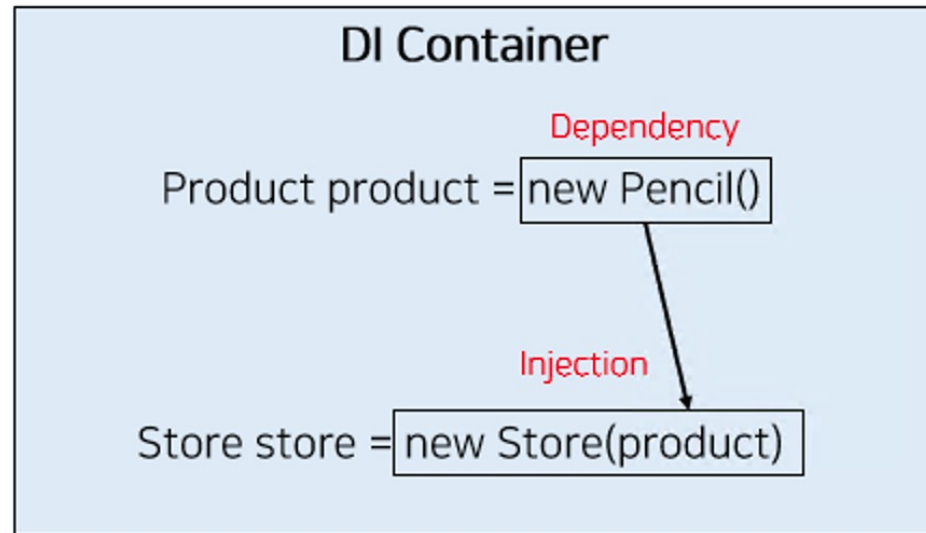 DI Container
Dependency
Product product = new Pencil()
Injection
Store store = new Store(product)